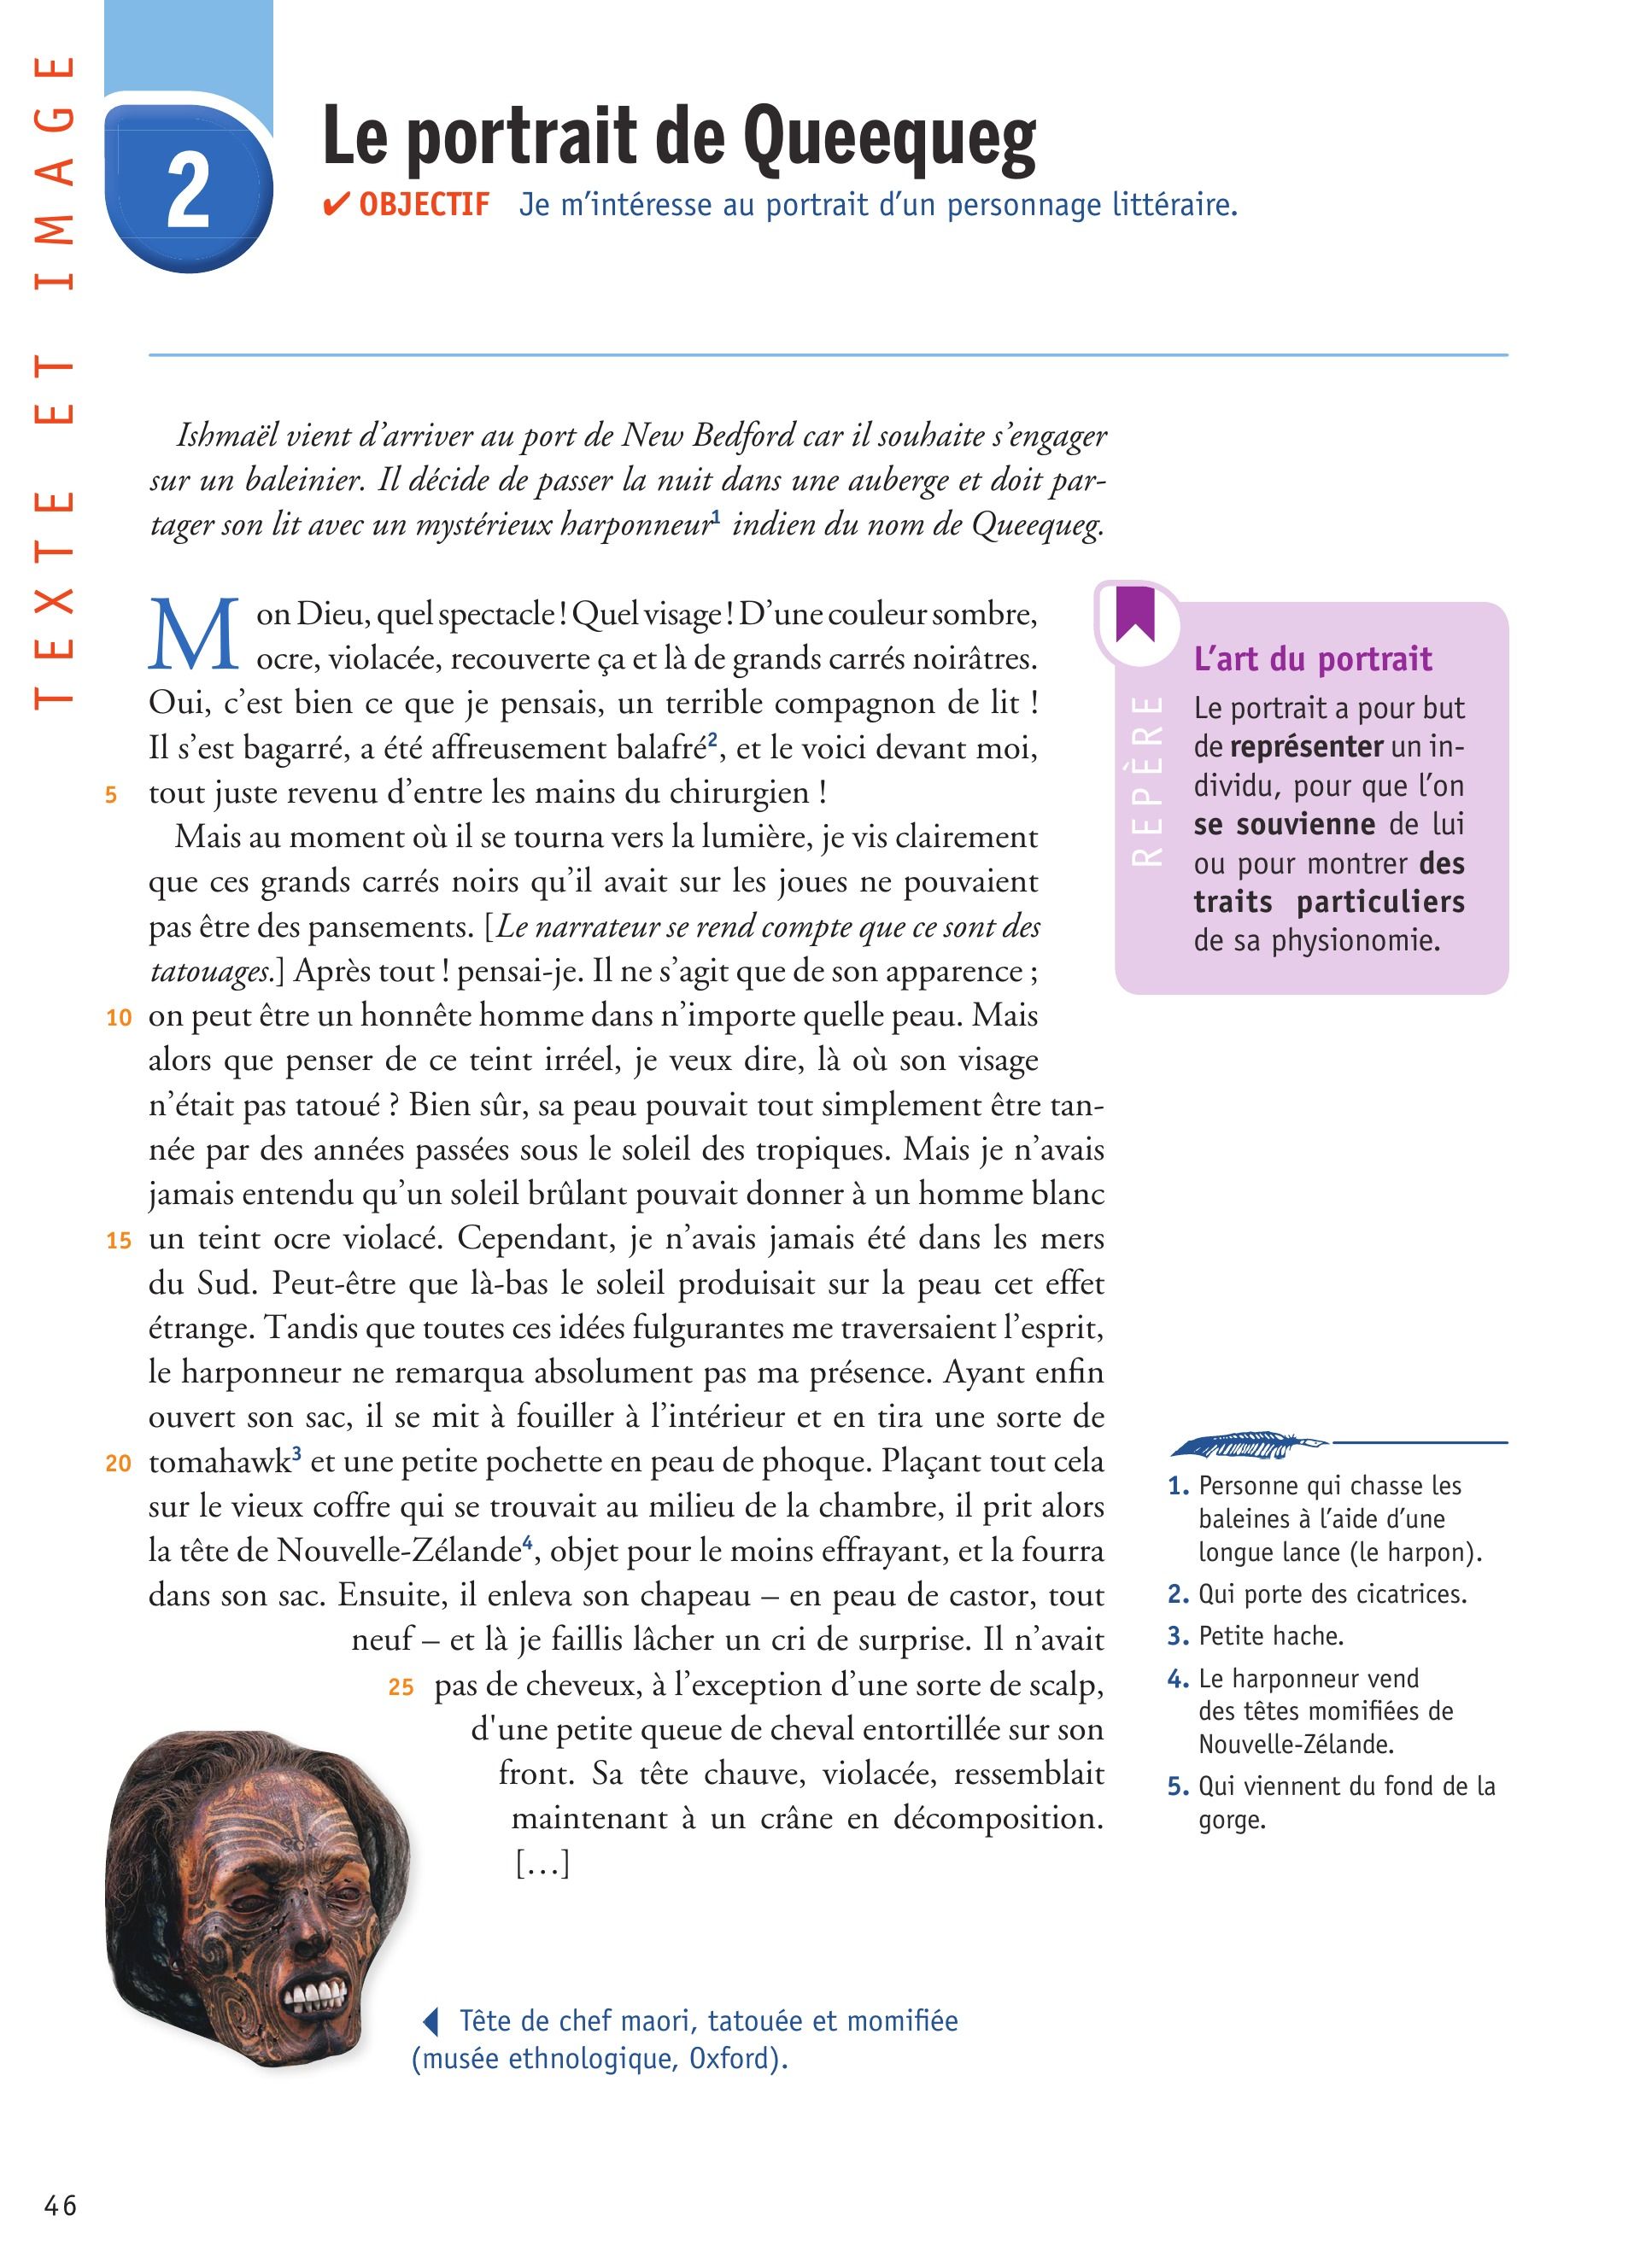 TEXTE ET IMAGE
2
Le portrait de Queequeg
✔ OBJECTIF Je m’intéresse au portrait d’un personnage littéraire.
Ishmaël vient d’arriver au port de New Bedford car il souhaite s’engager
sur un baleinier. Il décide de passer la nuit dans une auberge et doit par-
tager son lit avec un mystérieux harponneur1 indien du nom de Queequeg.
Mon Dieu, quel spectacle ! Quel visage ! D’une couleur sombre,
ocre, violacée, recouverte ça et là de grands carrés noirâtres.
Oui, c’est bien ce que je pensais, un terrible compagnon de lit !
Il s’est bagarré, a été affreusement balafré2, et le voici devant moi,
5 tout juste revenu d’entre les mains du chirurgien !
Mais au moment où il se tourna vers la lumière, je vis clairement
que ces grands carrés noirs qu’il avait sur les joues ne pouvaient
pas être des pansements. [Le narrateur se rend compte que ce sont des
tatouages.] Après tout ! pensai-je. Il ne s’agit que de son apparence ;
10 on peut être un honnête homme dans n’importe quelle peau. Mais
alors que penser de ce teint irréel, je veux dire, là où son visage
n’était pas tatoué ? Bien sûr, sa peau pouvait tout simplement être tan-
née par des années passées sous le soleil des tropiques. Mais je n’avais
jamais entendu qu’un soleil brûlant pouvait donner à un homme blanc
15 un teint ocre violacé. Cependant, je n’avais jamais été dans les mers
du Sud. Peut-être que là-bas le soleil produisait sur la peau cet effet
étrange. Tandis que toutes ces idées fulgurantes me traversaient l’esprit,
le harponneur ne remarqua absolument pas ma présence. Ayant enfin
ouvert son sac, il se mit à fouiller à l’intérieur et en tira une sorte de
20 tomahawk3 et une petite pochette en peau de phoque. Plaçant tout cela
sur le vieux coffre qui se trouvait au milieu de la chambre, il prit alors
la tête de Nouvelle-Zélande4, objet pour le moins effrayant, et la fourra
dans son sac. Ensuite, il enleva son chapeau – en peau de castor, tout
neuf – et là je faillis lâcher un cri de surprise. Il n’avait
25 pas de cheveux, à l’exception d’une sorte de scalp,
d'une petite queue de cheval entortillée sur son
front. Sa tête chauve, violacée, ressemblait
maintenant à un crâne en décomposition.
[…]
◀ Tête de chef maori, tatouée et momifiée
(musée ethnologique, Oxford).
REPÈRE
L’art du portrait
Le portrait a pour but
de représenter un in-
dividu, pour que l’on
se souvienne de lui
ou pour montrer des
traits particuliers
de sa physionomie.
1. Personne qui chasse les
baleines à l’aide d’une
longue lance (le harpon).
2. Qui porte des cicatrices.
3. Petite hache.
4. Le harponneur vend
des têtes momifiées de
Nouvelle-Zélande.
5. Qui viennent du fond de la
gorge.
46